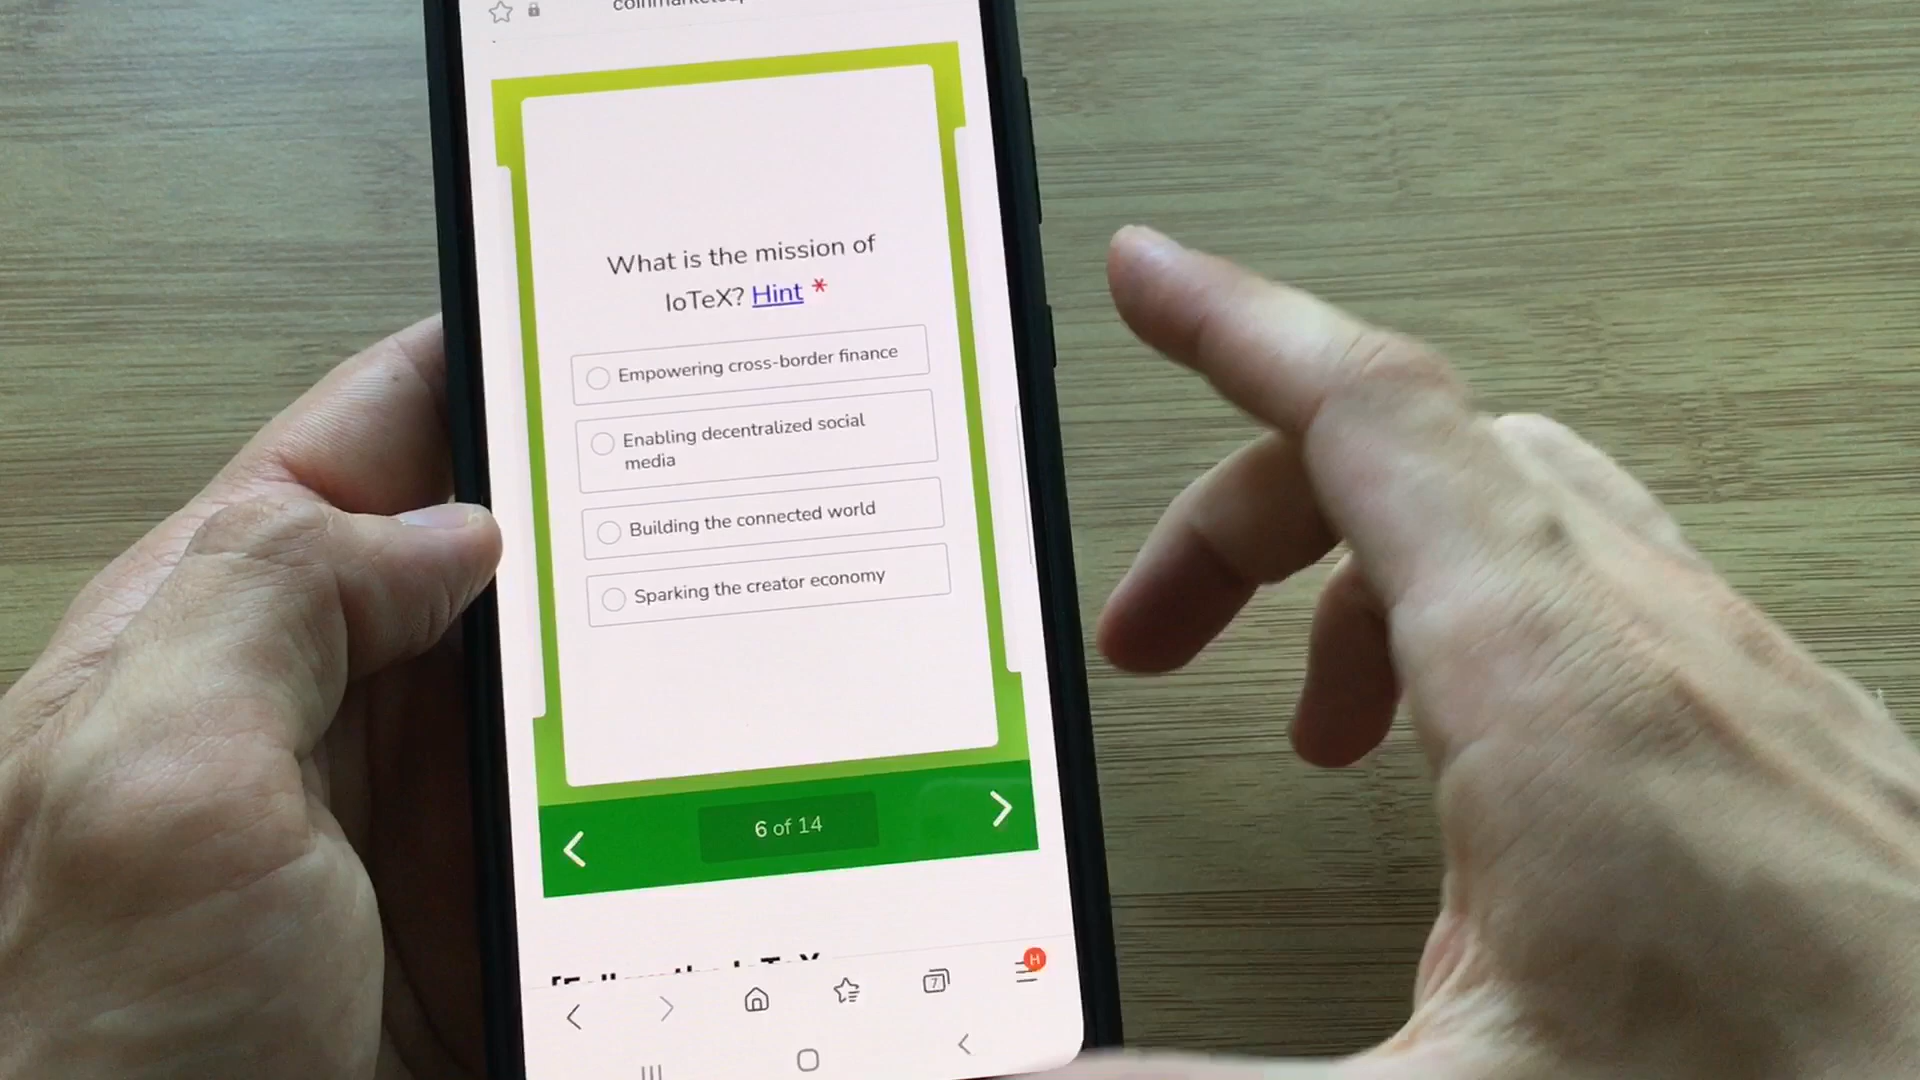 What is the mission of
IoTeX? Hint *
Empowering cross-border finance
Enabling decentralized social
media
Building the connected world
Sparking the creator economy
6 of 14
H
7